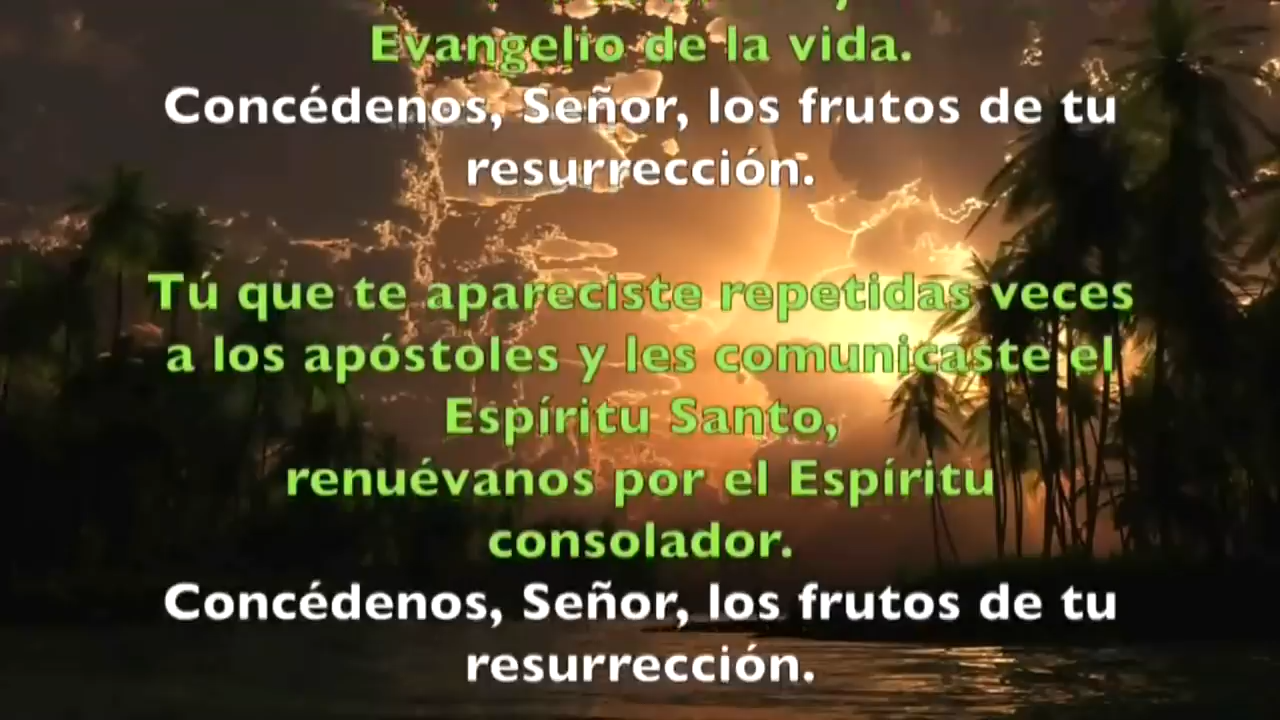 Evangelio de la vida.
Concédenos, Señor, los frutos de tu
resurrección.
Tú que te apareciste repetidas veces
a los apóstoles y les comunicaste el
Espíritu Santo,
renuévanos por el Espíritu
consolador.
Concédenos, Señor, los frutos de tu
resurrección.